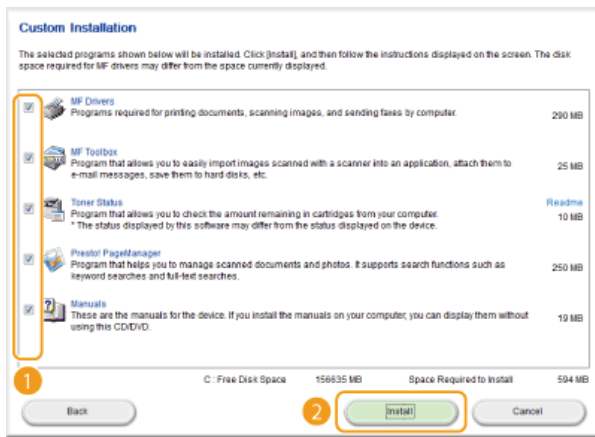 Custom Installation
The selected programs shown below will be installed. Click [Install], and then follow the instructions displayed on the screen. The disk
space required for MF drivers may differ from the space currently displayed.
MF Drivers
Programs required for printing documents, scanning images, and sending faxes by computer.
290 MB
MF Toolbox
Program that allows you to easily import images scanned with a scanner into an application, attach them to
e-mail messages, save them to hard disks, etc.
25 MB
Toner Status
Readme
Program that allows you to check the amount remaining in cartridges from your computer.
10 MB
* The status displayed by this software may differ from the status displayed on the device.
Presto! PageManager
Program that helps you to manage scanned documents and photos. It supports search functions such as
keyword searches and full-text searches.
250 MB
Manuals
These are the manuals for the device. If you install the manuals on your computer, you can display them without
using this CD/DVD.
19 MB
1
C : Free Disk Space 156635 MB Space Required to Install 594 MB
Back 2 Install Cancel